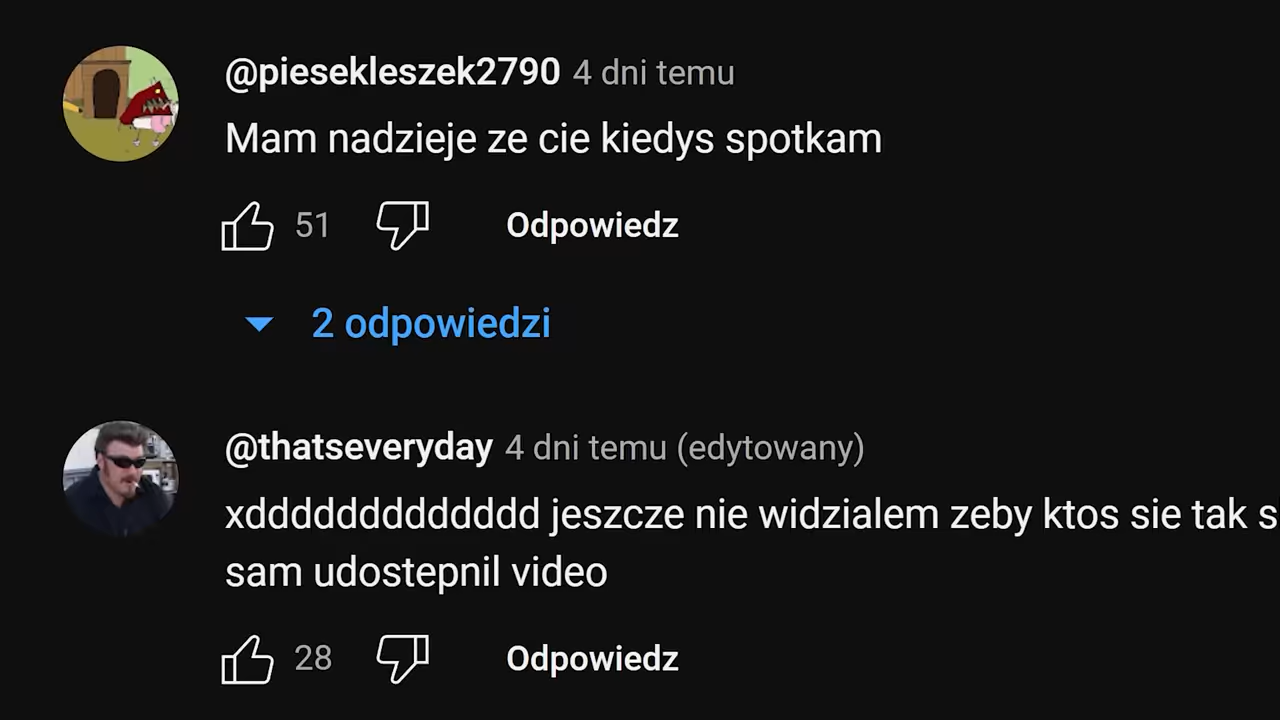 @piesekleszek2790 4 dni temu
Mam nadzieje ze cie kiedys spotkam
51 Odpowiedz
2 odpowiedzi
@thatseveryday 4 dni temu (edytowany)
xddddddddddddd jeszcze nie widzialem zeby ktos sie tak s
sam udostepnil video
28 Odpowiedz